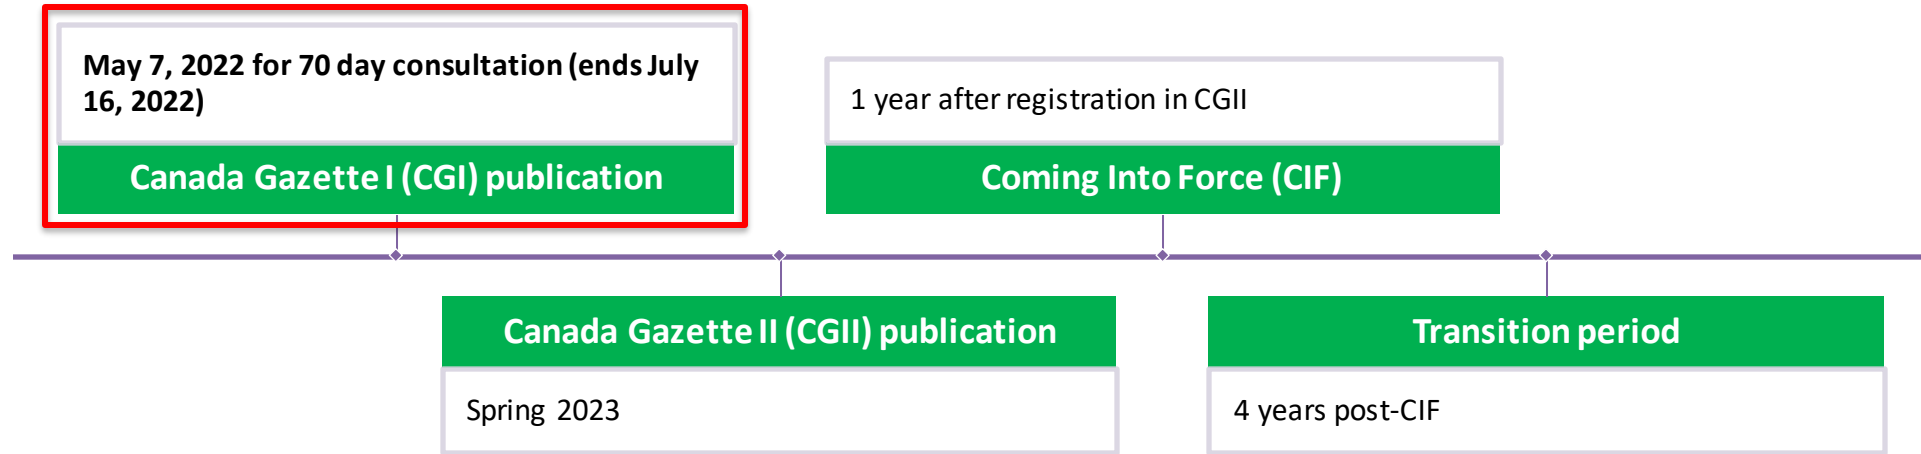 May 7, 2022 for 70 day consultation (ends July
16, 2022)
Canada Gazette I (CGI) publication
1 year after registration in CGII
Coming Into Force (CIF)
Canada Gazette II (CGII) publication
Spring 2023
Transition period
4 years post-CIF